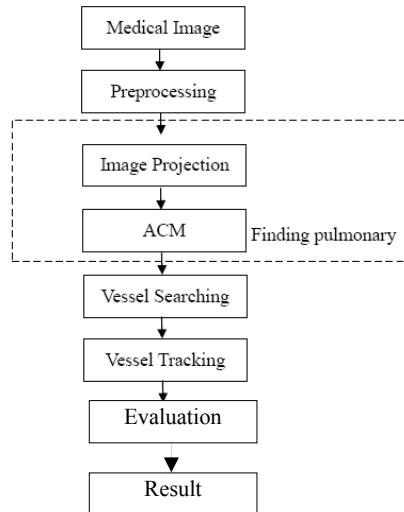 Medical Image
Preprocessing
Image Projection
ACM
Finding pulmonary
Vessel Searching
Vessel Tracking
Evaluation
Result